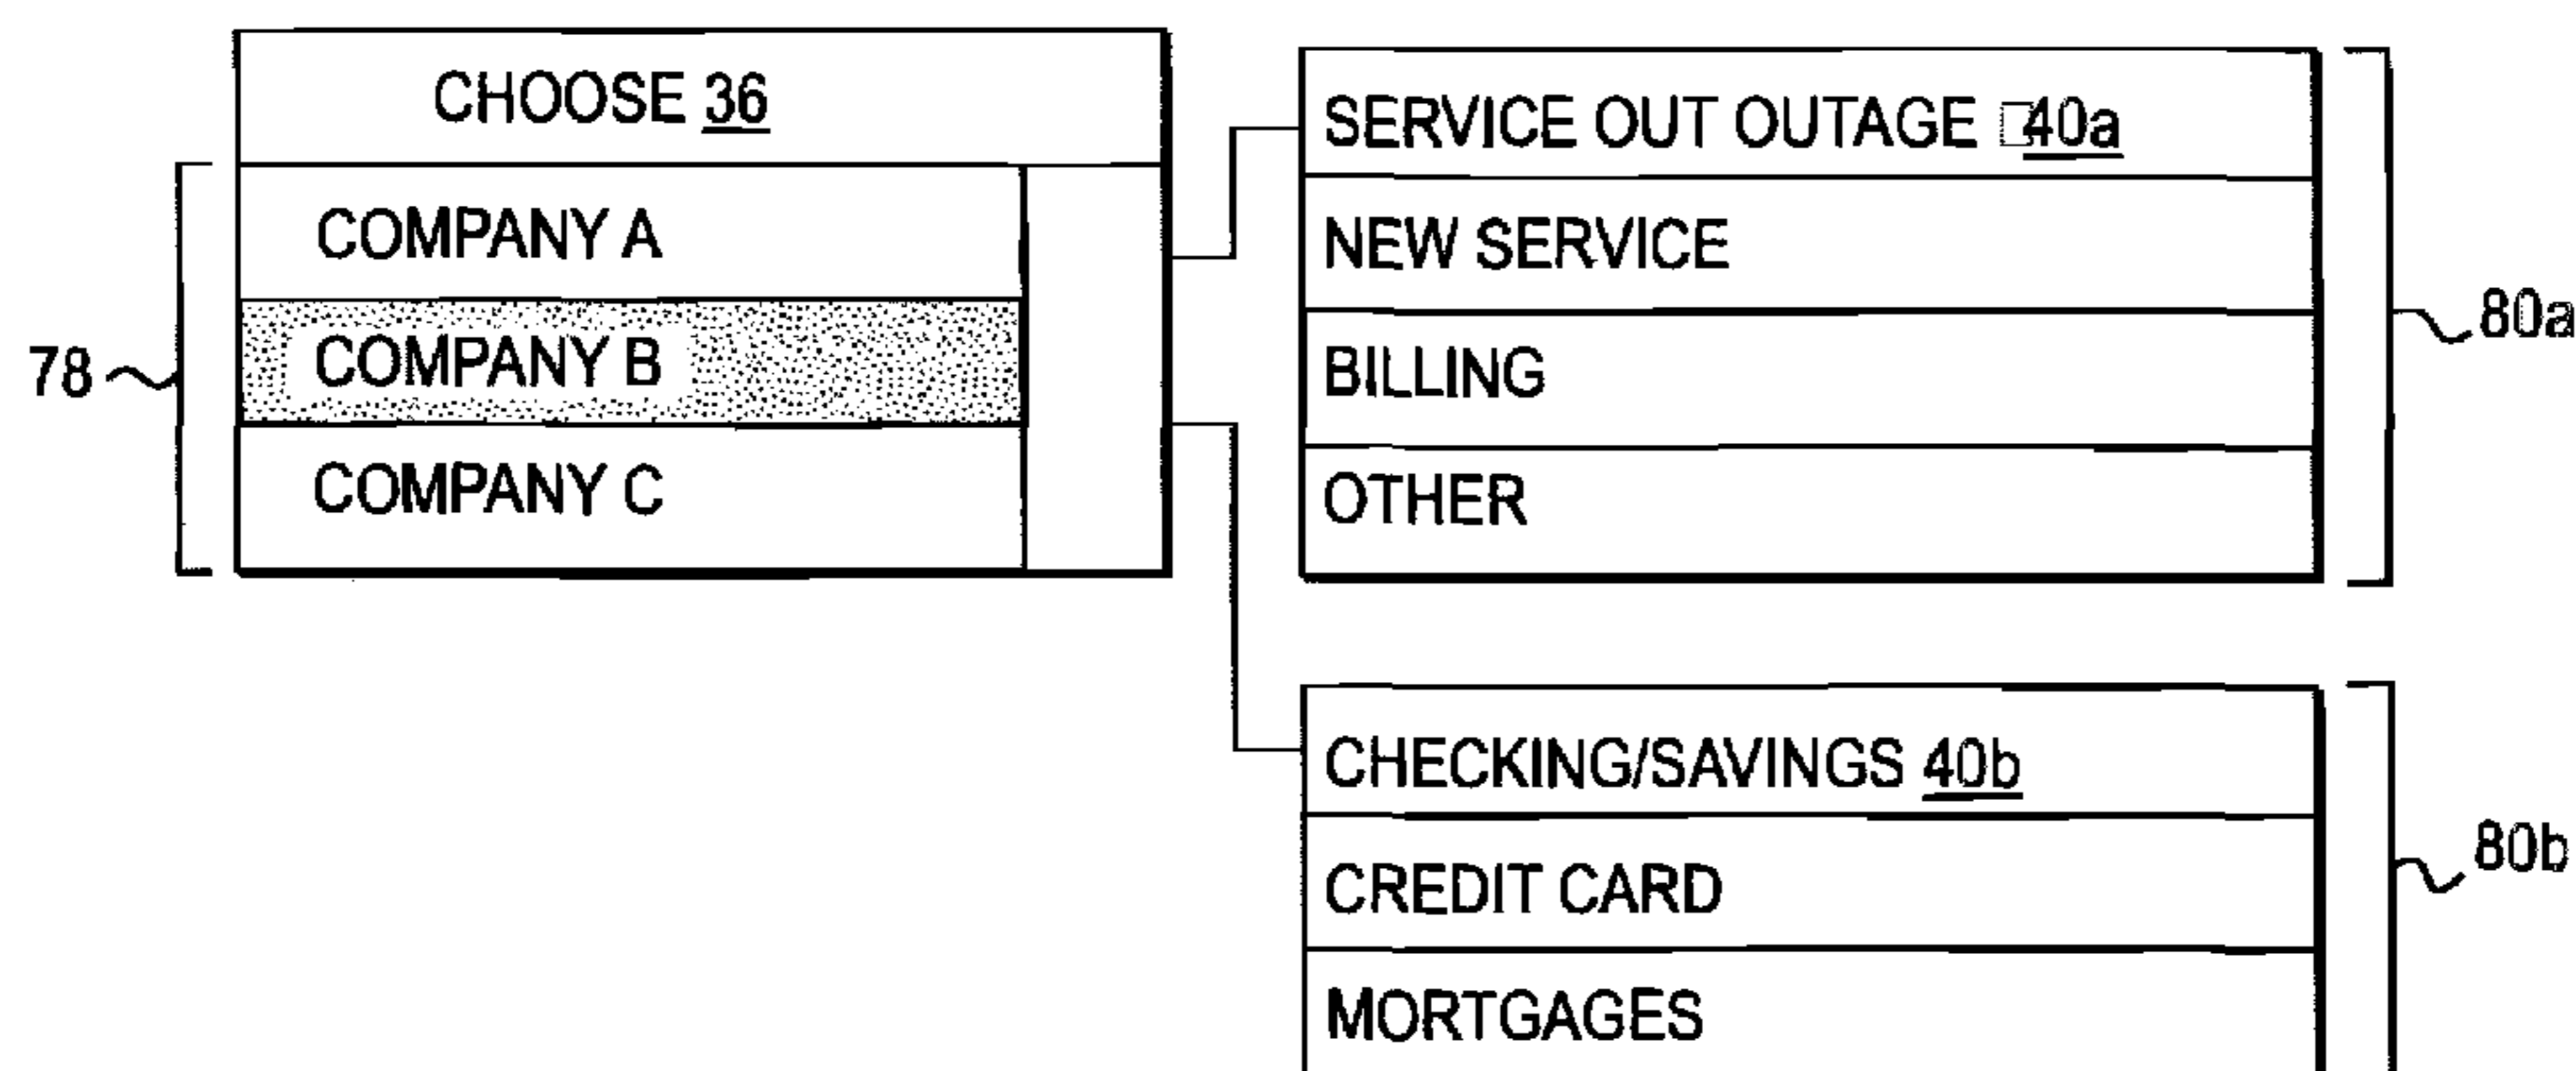 CHOOSE 36
COMPANY A
COMPANY B
COMPANY C
78
SERVICE OUT OUTAGE 40a
NEW SERVICE
BILLING
OTHER
80a
CHECKING/SAVINGS 40b
CREDIT CARD
MORTGAGES
80b